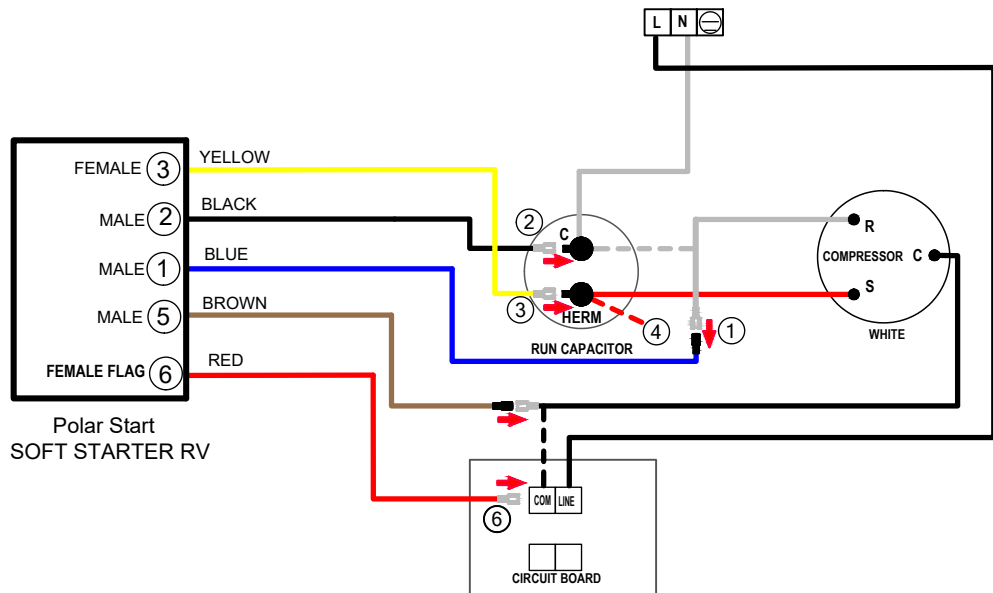 L N
FEMALE 3 YELLOW
MALE 2 BLACK
MALE 1 BLUE
MALE 5 BROWN
FEMALE FLAG 6 RED
Polar Start
SOFT STARTER RV
2
C
3
HERM
4
RUN CAPACITOR
1
R
COMPRESSOR C
S
WHITE
6
COM LINE
CIRCUIT BOARD